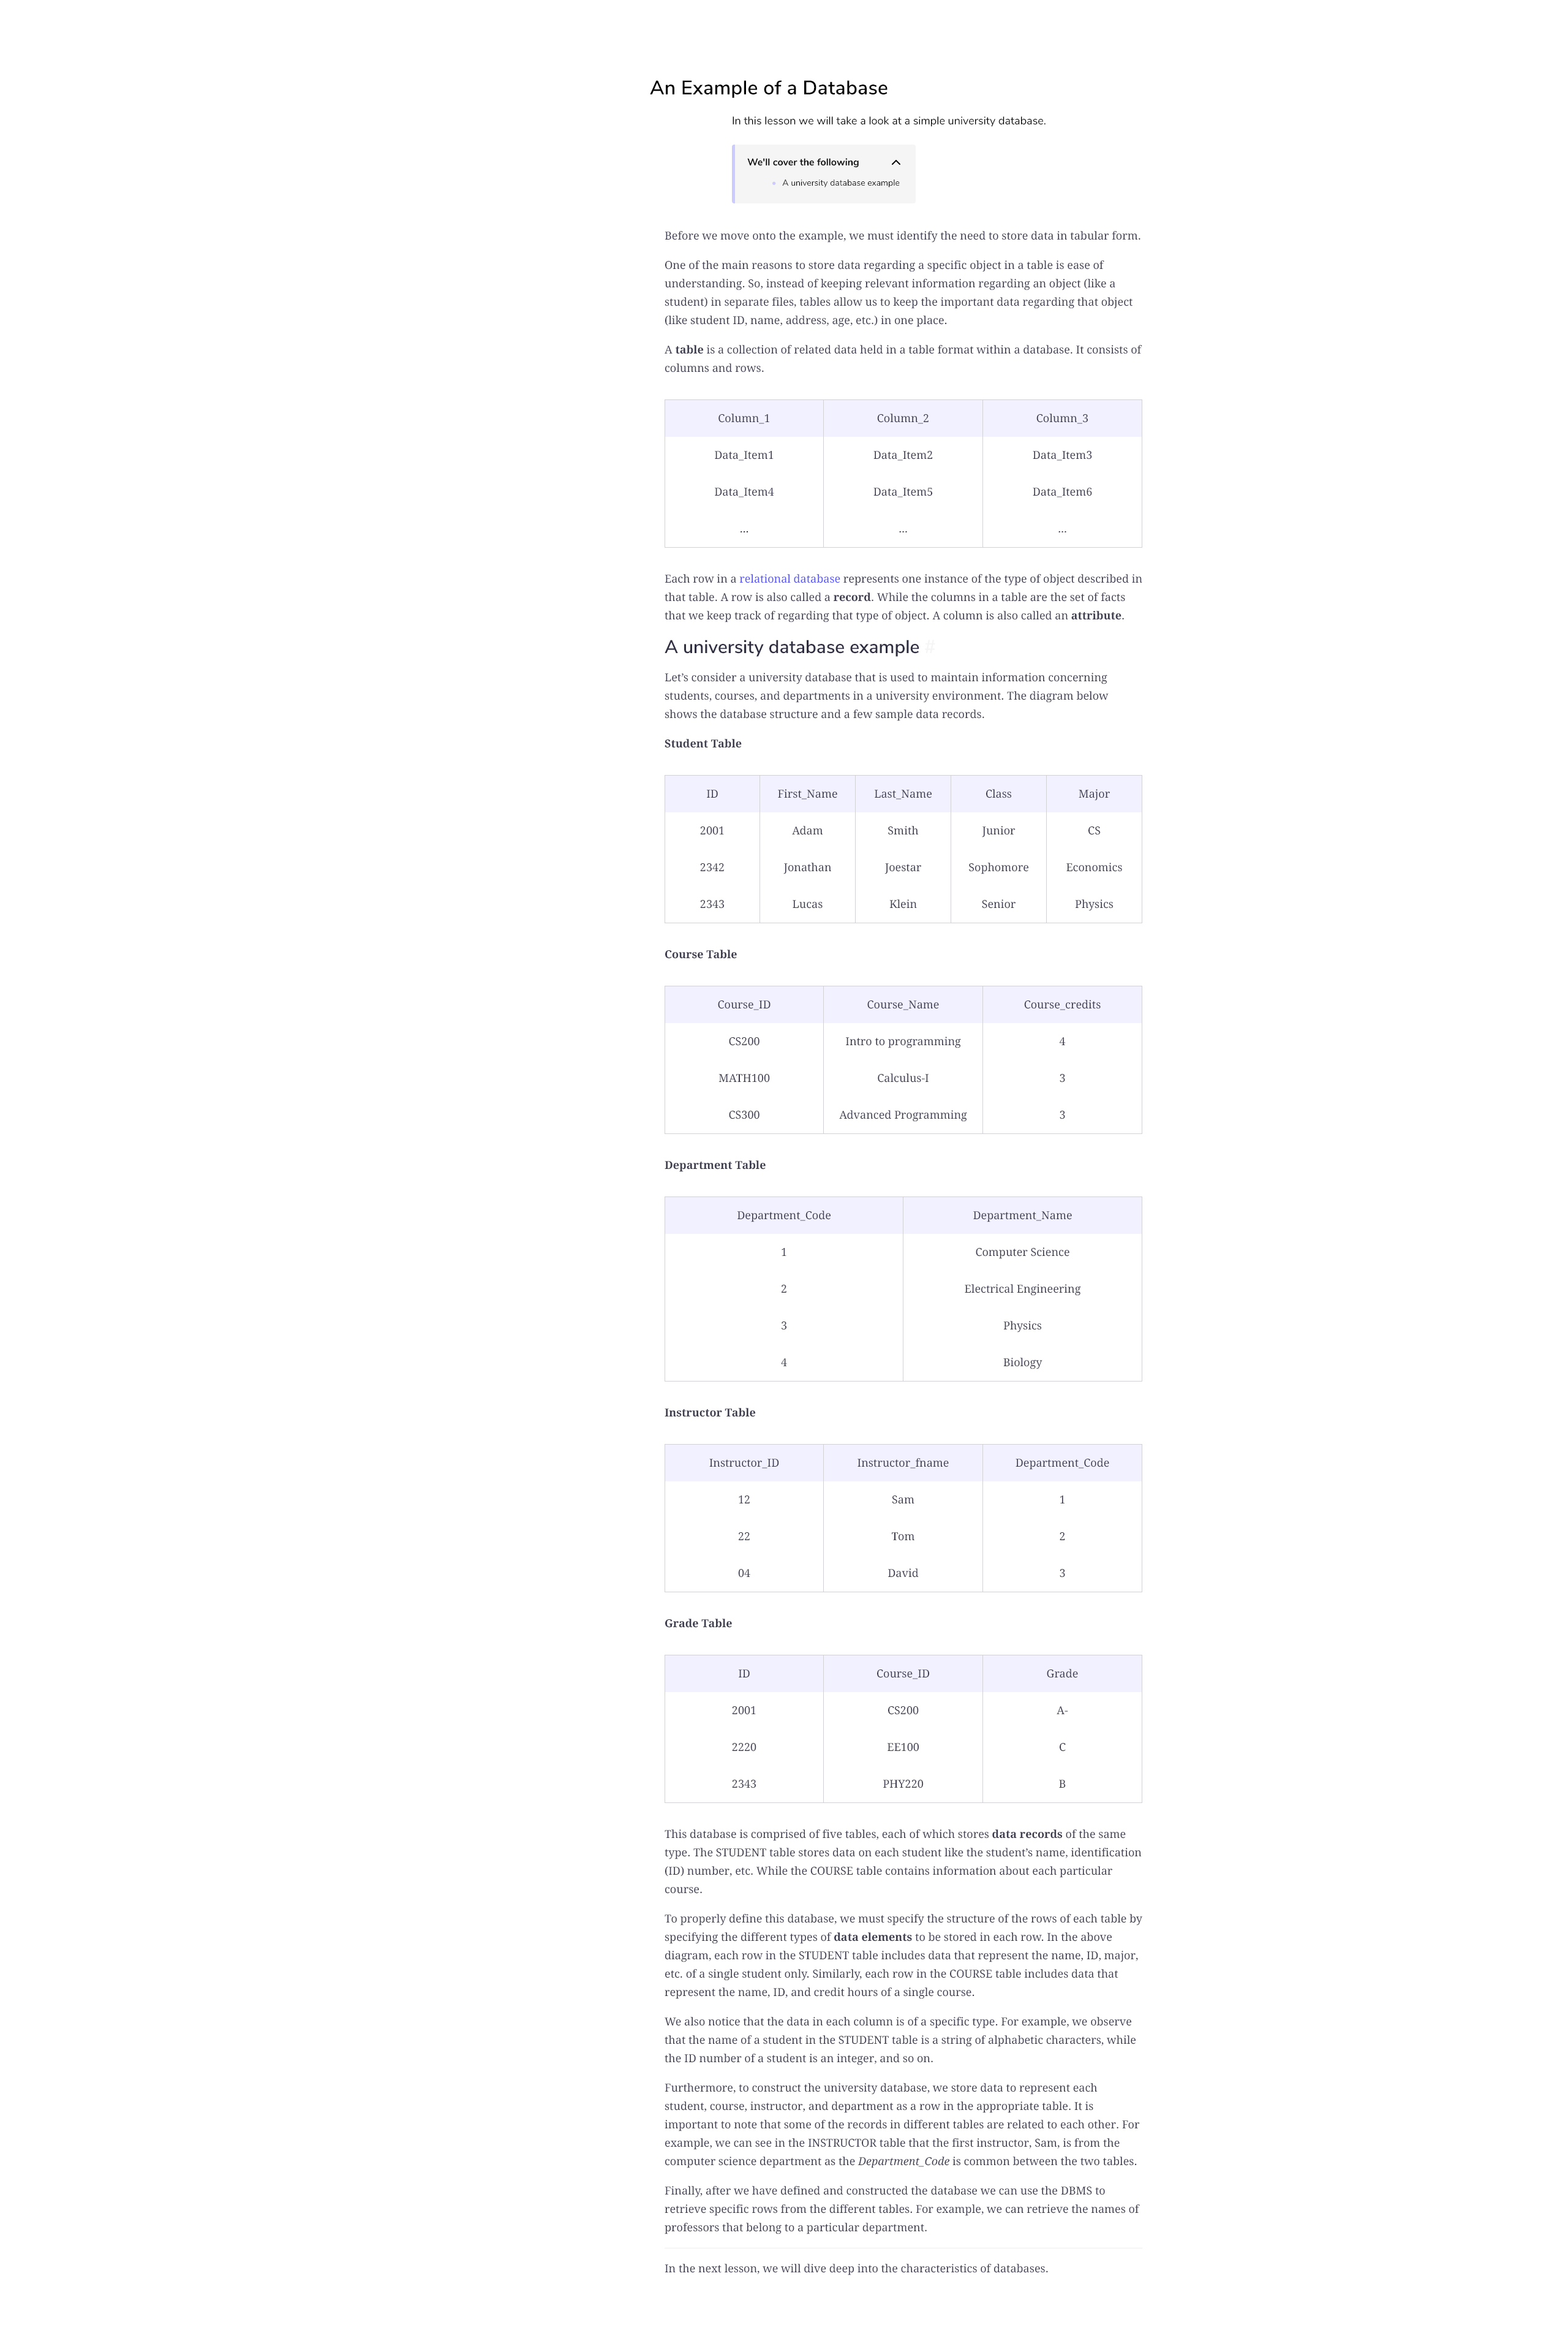 An Example of a Database
In this lesson we will take a look at a simple university database.
We'll cover the following
A university database example
Before we move onto the example, we must identify the need to store data in tabular form.
One of the main reasons to store data regarding a specific object in a table is ease of
understanding. So, instead of keeping relevant information regarding an object (like a
student) in separate files, tables allow us to keep the important data regarding that object
(like student ID, name, address, age, etc.) in one place.
A table is a collection of related data held in a table format within a database. It consists of
columns and rows.
Column_1 Column_2 Column_3
Data_Item1 Data_Item2 Data_Item3
Data_Item4 Data_Item5 Data_Item6
... ... ...
Each row in a relational database represents one instance of the type of object described in
that table. A row is also called a record. While the columns in a table are the set of facts
that we keep track of regarding that type of object. A column is also called an attribute.
A university database example #
Let’s consider a university database that is used to maintain information concerning
students, courses, and departments in a university environment. The diagram below
shows the database structure and a few sample data records.
Student Table
ID First_Name Last_Name Class Major
2001 Adam Smith Junior CS
2342 Jonathan Joestar Sophomore Economics
2343 Lucas Klein Senior Physics
Course Table
Course_ID Course_Name Course_credits
CS200 Intro to programming 4
MATH100 Calculus-I 3
CS300 Advanced Programming 3
Department Table
Department_Code Department_Name
1 Computer Science
2 Electrical Engineering
3 Physics
4 Biology
Instructor Table
Instructor_ID Instructor_fname Department_Code
12 Sam 1
22 Tom 2
04 David 3
Grade Table
ID Course_ID Grade
2001 CS200 A-
2220 EE100 C
2343 PHY220 B
This database is comprised of five tables, each of which stores data records of the same
type. The STUDENT table stores data on each student like the student’s name, identification
(ID) number, etc. While the COURSE table contains information about each particular
course.
To properly define this database, we must specify the structure of the rows of each table by
specifying the different types of data elements to be stored in each row. In the above
diagram, each row in the STUDENT table includes data that represent the name, ID, major,
etc. of a single student only. Similarly, each row in the COURSE table includes data that
represent the name, ID, and credit hours of a single course.
We also notice that the data in each column is of a specific type. For example, we observe
that the name of a student in the STUDENT table is a string of alphabetic characters, while
the ID number of a student is an integer, and so on.
Furthermore, to construct the university database, we store data to represent each
student, course, instructor, and department as a row in the appropriate table. It is
important to note that some of the records in different tables are related to each other. For
example, we can see in the INSTRUCTOR table that the first instructor, Sam, is from the
computer science department as the Department_Code is common between the two tables.
Finally, after we have defined and constructed the database we can use the DBMS to
retrieve specific rows from the different tables. For example, we can retrieve the names of
professors that belong to a particular department.
In the next lesson, we will dive deep into the characteristics of databases.